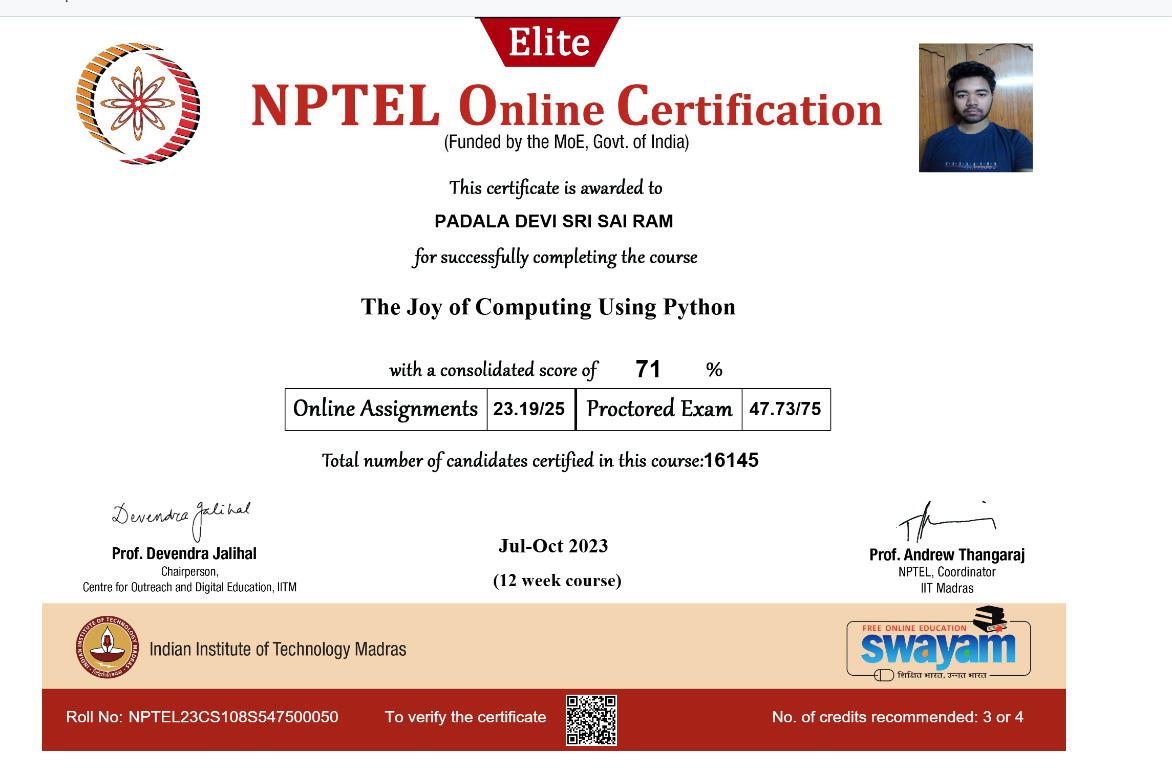 Elite
NPTEL Online Certification
(Funded by the MoE, Govt. of India)
This certificate is awarded to
PADALA DEVI SRI SAI RAM
for successfully completing the course
The Joy of Computing Using Python
with a consolidated score of 71 %
Online Assignments 23.19/25 Proctored Exam 47.73/75
Total number of candidates certified in this course:16145
Devendra Jalihal
Prof. Devendra Jalihal
Chairperson,
Centre for Outreach and Digital Education, IITM
Jul-Oct 2023
(12 week course)
Prof. Andrew Thangaraj
NPTEL, Coordinator
IIT Madras
INDIAN INSTITUTE OF TECHNOLOGY MADRAS
Indian Institute of Technology Madras
FREE ONLINE EDUCATION
swayam
शिक्षित भारत, उन्नत भारत
Roll No: NPTEL23CS108S547500050
To verify the certificate
No. of credits recommended: 3 or 4